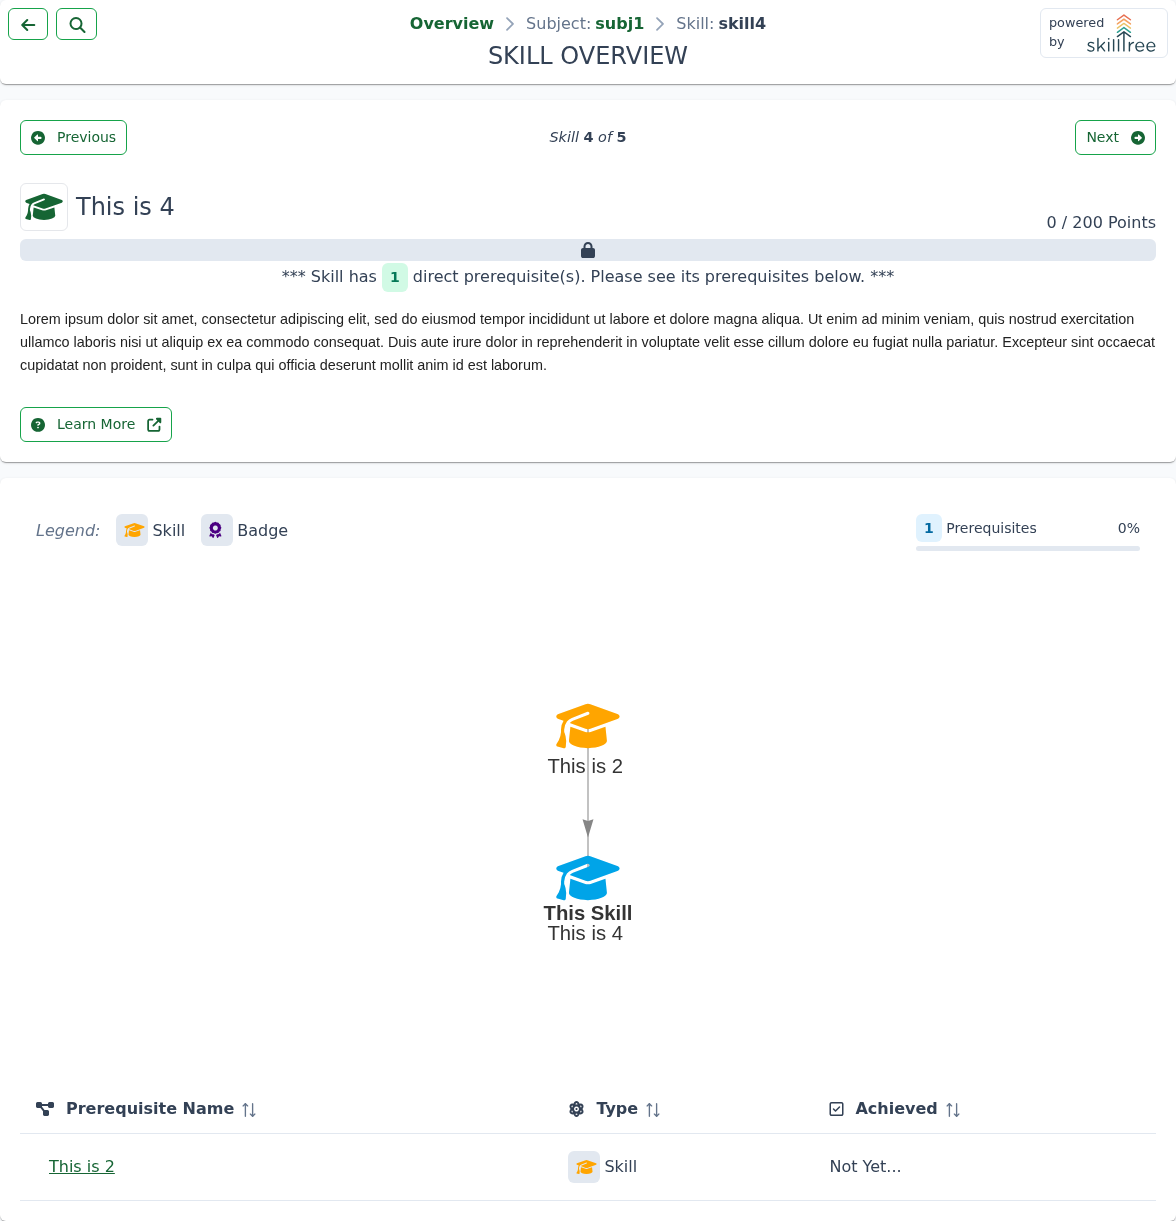 Overview > Subject: subj1 > Skill: skill4
SKILL OVERVIEW
powered
by skilltree
Previous
Skill 4 of 5
Next
This is 4
0 / 200 Points
*** Skill has 1 direct prerequisite(s). Please see its prerequisites below. ***
Lorem ipsum dolor sit amet, consectetur adipiscing elit, sed do eiusmod tempor incididunt ut labore et dolore magna aliqua. Ut enim ad minim veniam, quis nostrud exercitation
ullamco laboris nisi ut aliquip ex ea commodo consequat. Duis aute irure dolor in reprehenderit in voluptate velit esse cillum dolore eu fugiat nulla pariatur. Excepteur sint occaecat
cupidatat non proident, sunt in culpa qui officia deserunt mollit anim id est laborum.
Learn More
Legend: Skill Badge
1 Prerequisites 0%
This is 2
This Skill
This is 4
Prerequisite Name Type Achieved
This is 2 Skill Not Yet...